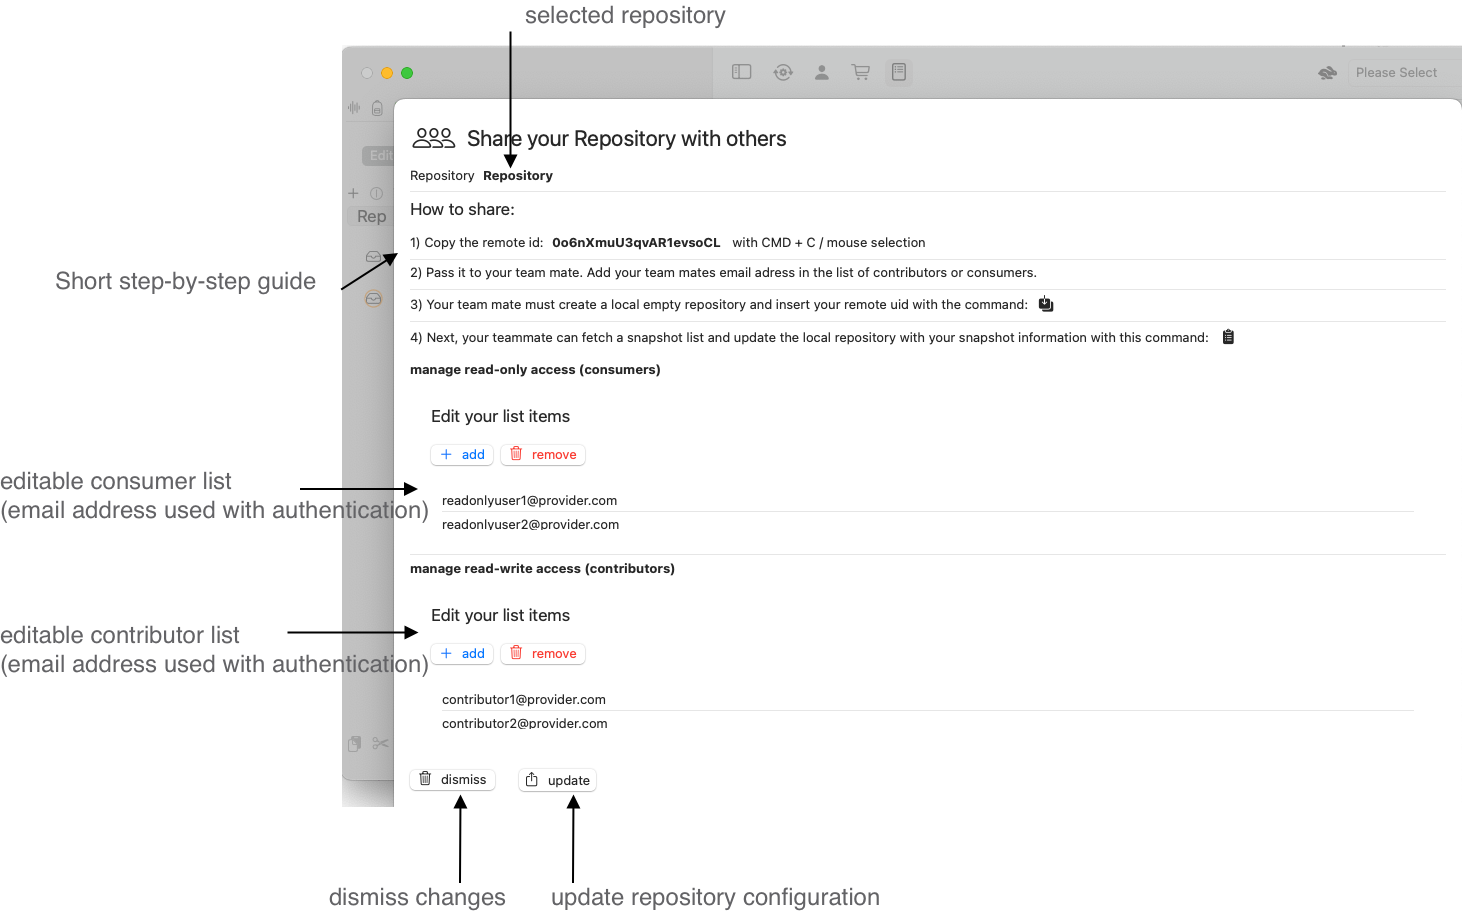 selected repository
Please Select
Share your Repository with others
Edit
Repository Repository
How to share:
Rep
1) Copy the remote id: 0o6nXmuU3qvAR1evsoCL with CMD + C / mouse selection
Short step-by-step guide
2) Pass it to your team mate. Add your team mates email adress in the list of contributors or consumers.
3) Your team mate must create a local empty repository and insert your remote uid with the command:
4) Next, your teammate can fetch a snapshot list and update the local repository with your snapshot information with this command:
manage read-only access (consumers)
Edit your list items
+ add remove
editable consumer list
(email address used with authentication)
readonlyuser1@provider.com
readonlyuser2@provider.com
manage read-write access (contributors)
Edit your list items
editable contributor list
(email address used with authentication)
+ add remove
contributor1@provider.com
contributor2@provider.com
dismiss update
dismiss changes update repository configuration